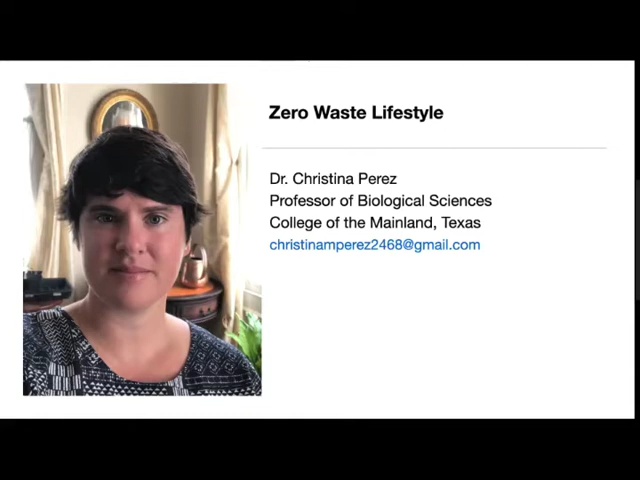 Zero Waste Lifestyle
Dr. Christina Perez
Professor of Biological Sciences
College of the Mainland, Texas
christinamperez2468@gmail.com